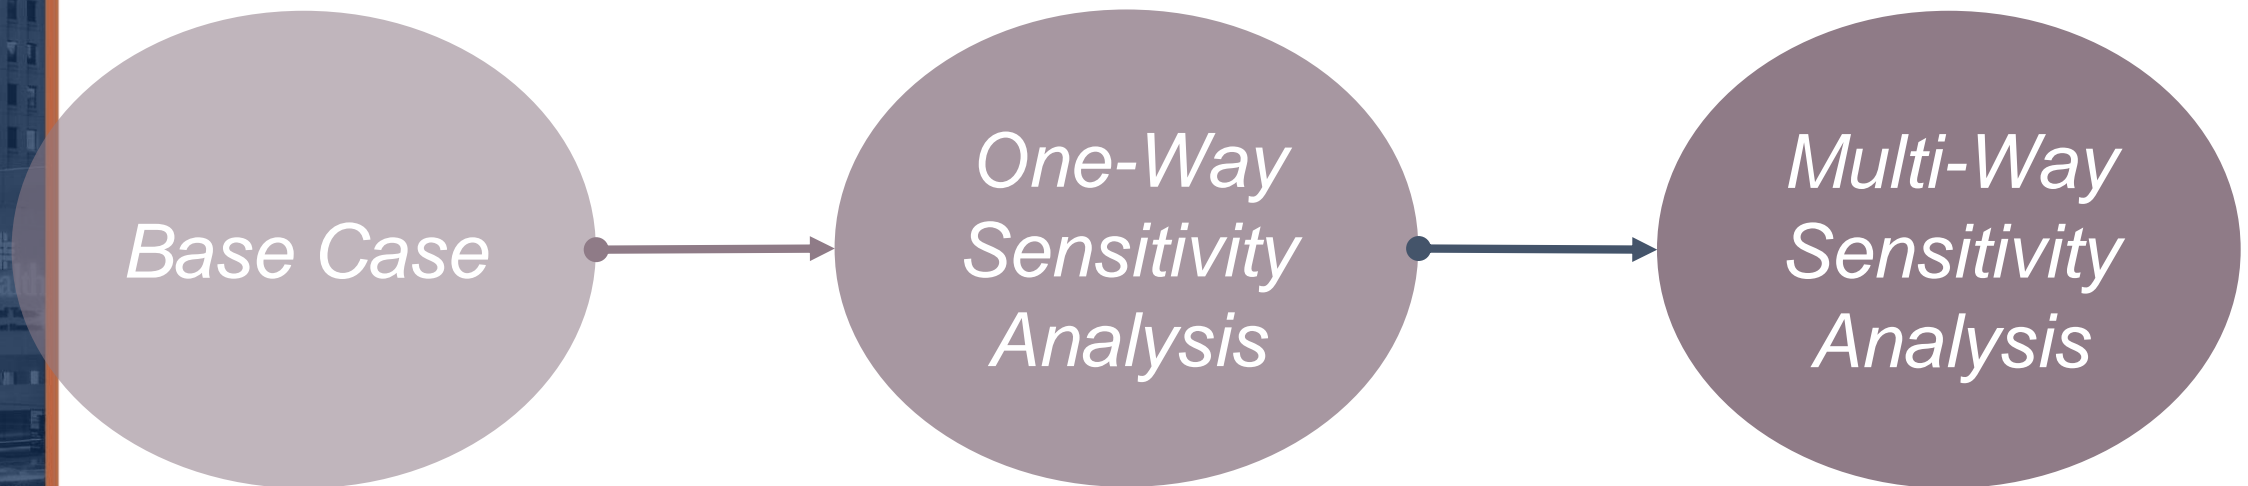 Base Case
One-Way
Sensitivity
Analysis
Multi-Way
Sensitivity
Analysis